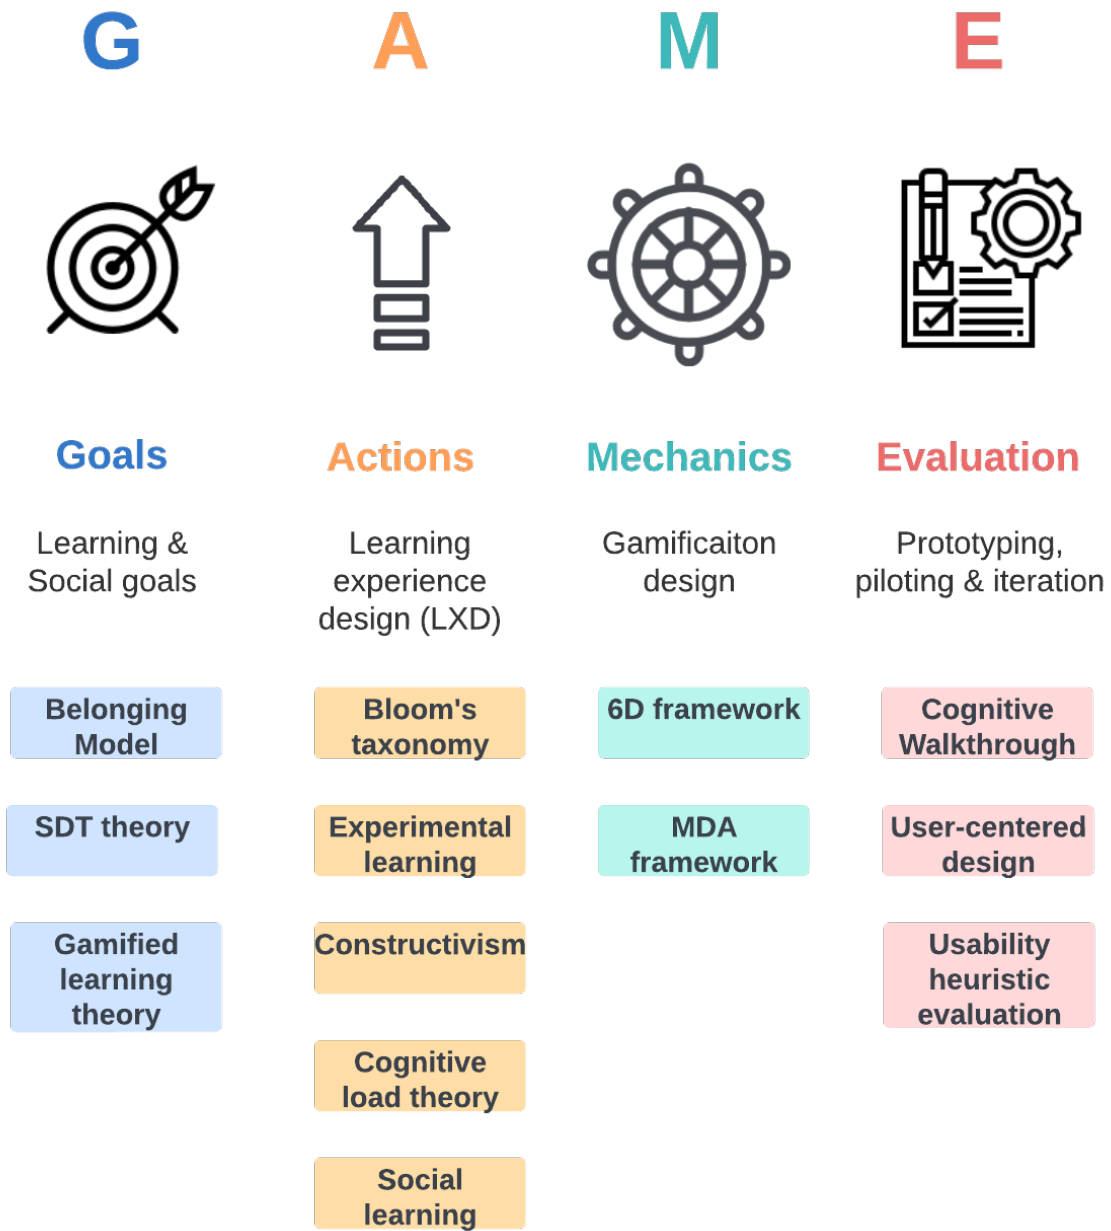 G
A
M
E
Goals
Actions
Mechanics
Evaluation
Learning &
Social goals
Learning
experience
design (LXD)
Gamificaiton
design
Prototyping,
piloting & iteration
Belonging
Model
SDT theory
Gamified
learning
theory
Bloom's
taxonomy
Experimental
learning
Constructivism
Cognitive
load theory
Social
learning
6D framework
MDA
framework
Cognitive
Walkthrough
User-centered
design
Usability
heuristic
evaluation